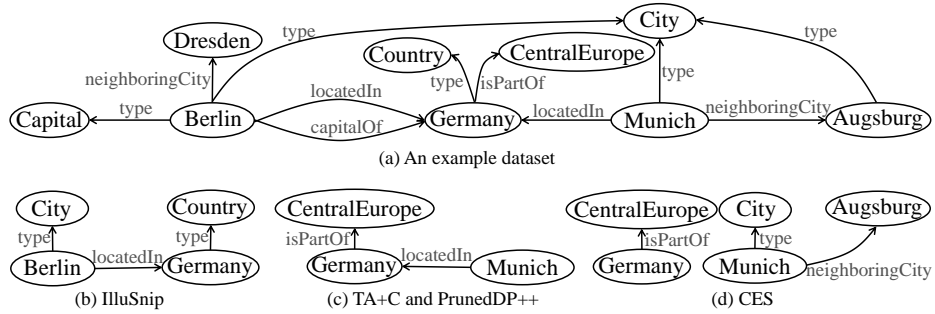 City
type
type
Dresden
Country
CentralEurope
neighboringCity
type
isPartOf
type
locatedIn
Capital
type
Berlin
capitalOf
Germany
locatedIn
Munich
neighboringCity
Augsburg
(a) An example dataset
City
Country
type
type
Berlin
locatedIn
Germany
(b) IlluSnip
CentralEurope
isPartOf
Germany
locatedIn
Munich
(c) TA+C and PrunedDP++
CentralEurope
City
Augsburg
isPartOf
type
Germany
Munich
neighboringCity
(d) CES